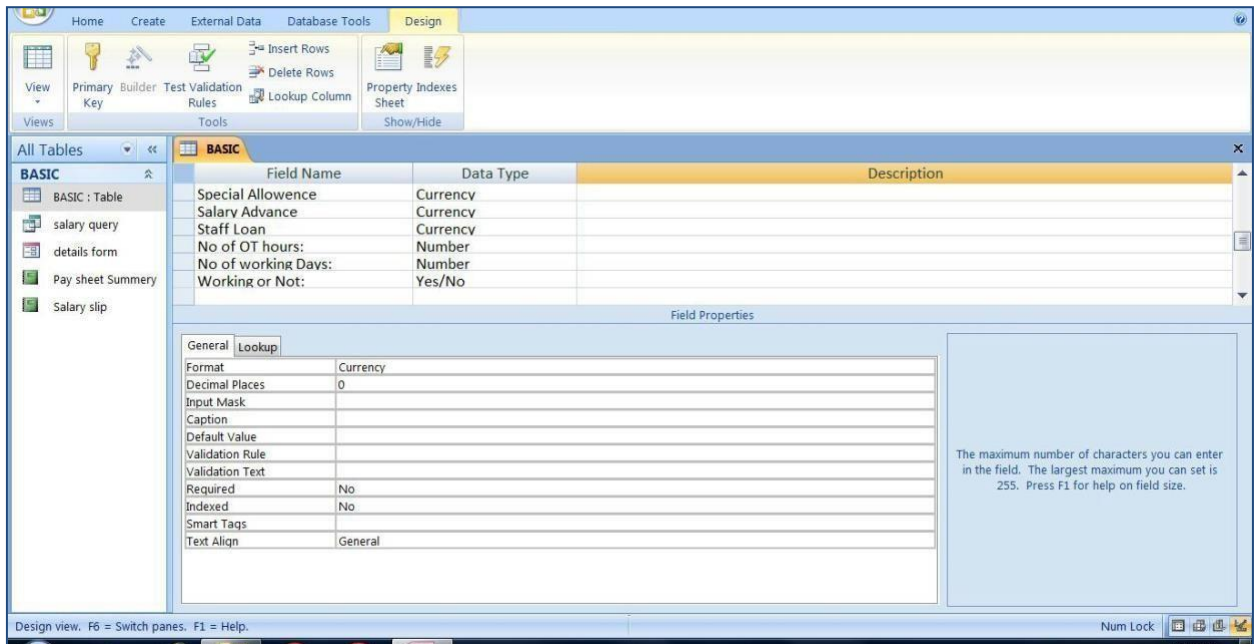 Home Create External Data Database Tools Design
View
Primary Key
Builder
Test Validation Rules
Insert Rows
Delete Rows
Lookup Column
Property Sheet
Indexes
Views Tools Show/Hide
All Tables
BASIC
BASIC
BASIC : Table
salary query
details form
Pay sheet Summery
Salary slip
Field Name Data Type Description
Special Allowence Currency
Salary Advance Currency
Staff Loan Currency
No of OT hours: Number
No of working Days: Number
Working or Not: Yes/No
Field Properties
General Lookup
Format Currency
Decimal Places 0
Input Mask
Caption
Default Value
Validation Rule
Validation Text
Required No
Indexed No
Smart Tags
Text Align General
The maximum number of characters you can enter
in the field. The largest maximum you can set is
255. Press F1 for help on field size.
Design view. F6 = Switch panes. F1 = Help. Num Lock